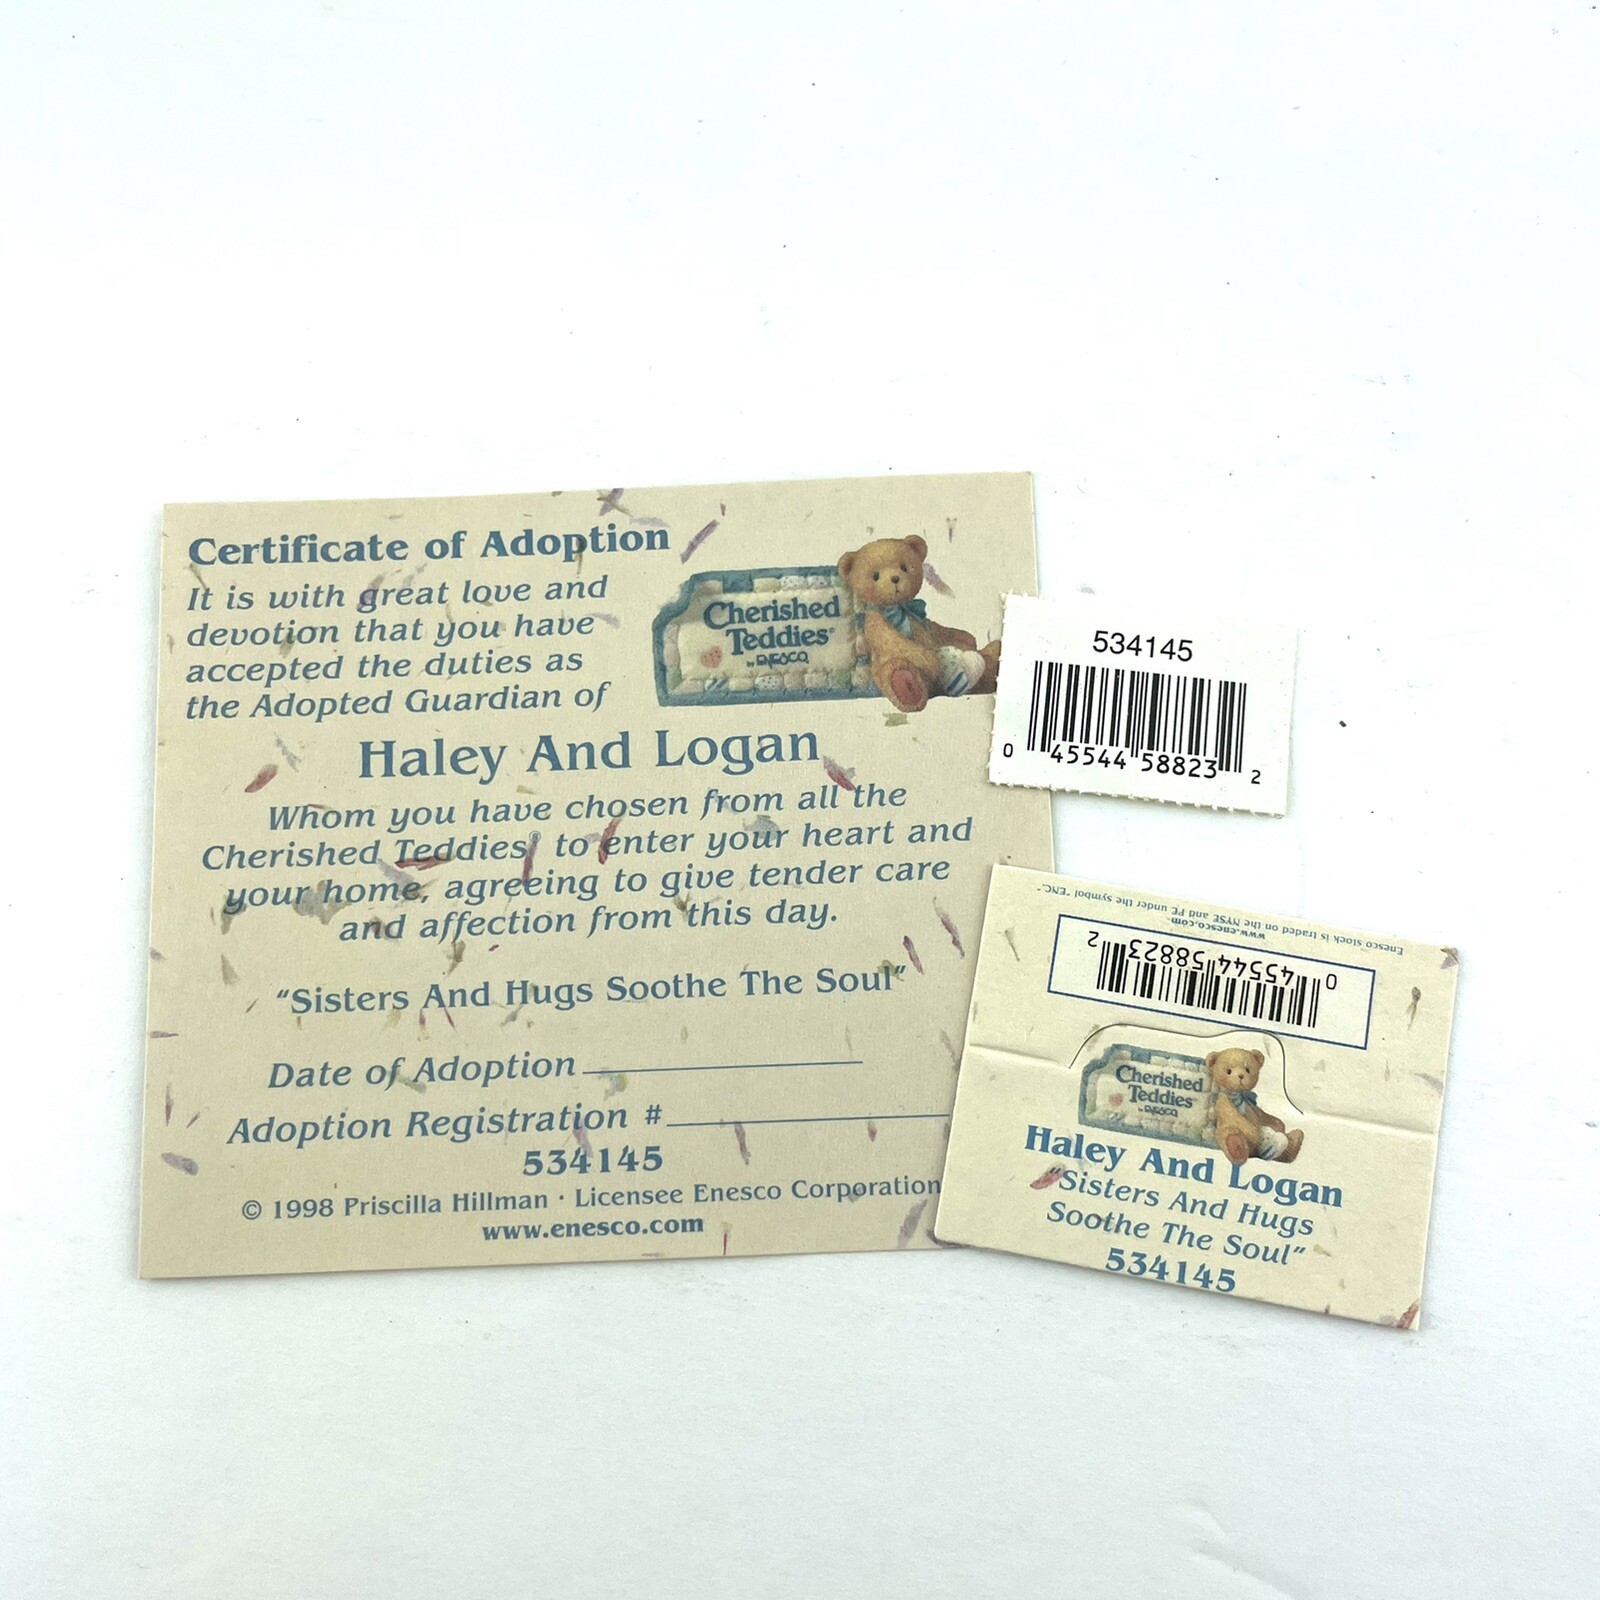 Certificate of Adoption
It is with great love and
devotion that you have
accepted the duties as
the Adopted Guardian of
Cherished
Teddies®
by ENESCO
Haley And Logan
Whom you have chosen from all the
Cherished Teddies® to enter your heart and
your home, agreeing to give tender care
and affection from this day.
“Sisters And Hugs Soothe The Soul”
Date of Adoption
Adoption Registration #
534145
© 1998 Priscilla Hillman · Licensee Enesco Corporation
www.enesco.com
534145
0 45544 58823 2
Enesco stock is traded on the NYSE and PE under the symbol "ENC."
www.enesco.com
0 45544 58823 2
Cherished
Teddies
by ENESCO
Haley And Logan
“Sisters And Hugs
Soothe The Soul”
534145